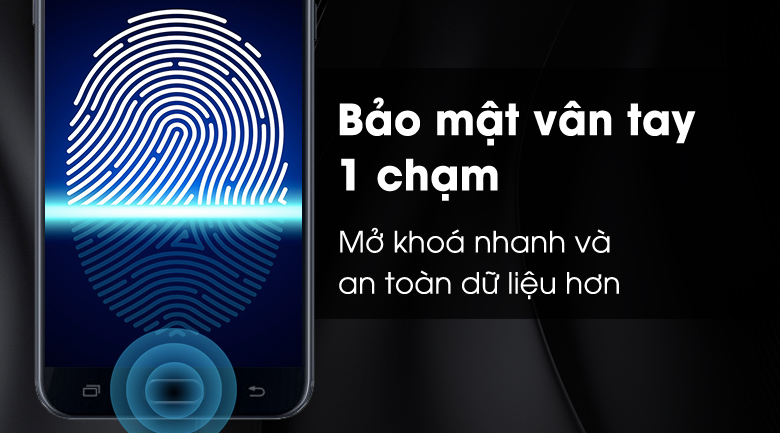 Bảo mật vân tay
1 chạm
Mở khoá nhanh và
an toàn dữ liệu hơn